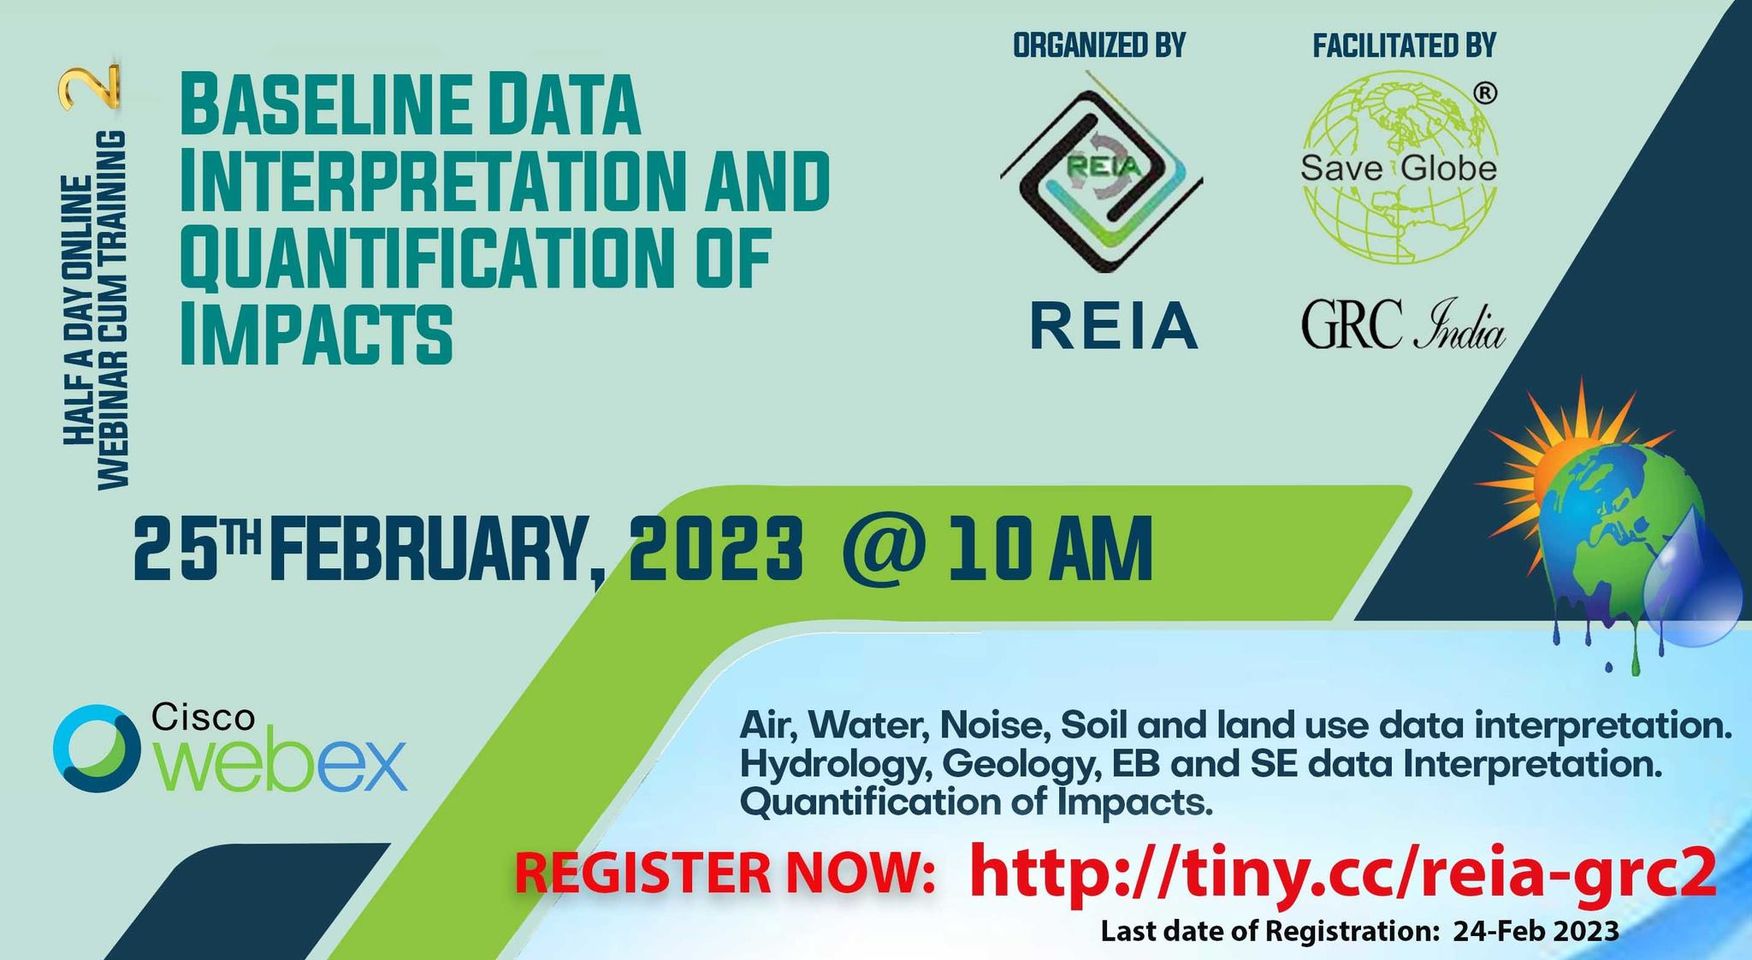 HALF A DAY ONLINE
WEBINAR CUM TRAINING 2
BASELINE DATA
INTERPRETATION AND
QUANTIFICATION OF
IMPACTS
ORGANIZED BY
REIA
REIA
FACILITATED BY
®
Save Globe
GRC India
25TH FEBRUARY, 2023 @ 10 AM
Cisco
webex
Air, Water, Noise, Soil and land use data interpretation.
Hydrology, Geology, EB and SE data Interpretation.
Quantification of Impacts.
REGISTER NOW: http://tiny.cc/reia-grc2
Last date of Registration: 24-Feb 2023